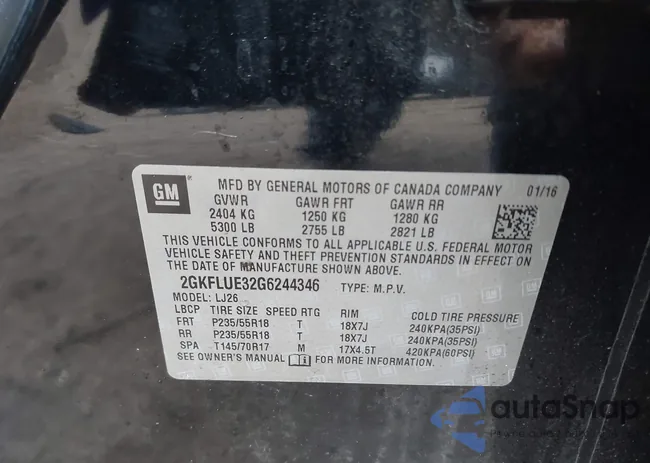 GM
MFD BY GENERAL MOTORS OF CANADA COMPANY 01/16
GVWR GAWR FRT GAWR RR
2404 KG 1250 KG 1280 KG
5300 LB 2755 LB 2821 LB
THIS VEHICLE CONFORMS TO ALL APPLICABLE U.S. FEDERAL MOTOR
VEHICLE SAFETY AND THEFT PREVENTION STANDARDS IN EFFECT ON
THE DATE OF MANUFACTURE SHOWN ABOVE.
2GKFLUE32G6244346 TYPE: M.P.V.
MODEL: LJ26
LBCP TIRE SIZE SPEED RTG RIM COLD TIRE PRESSURE
FRT P235/55R18 T 18X7J 240KPA(35PSI)
RR P235/55R18 T 18X7J 240KPA(35PSI)
SPA T145/70R17 M 17X4.5T 420KPA(60PSI)
SEE OWNER'S MANUAL FOR MORE INFORMATION
autoSnap